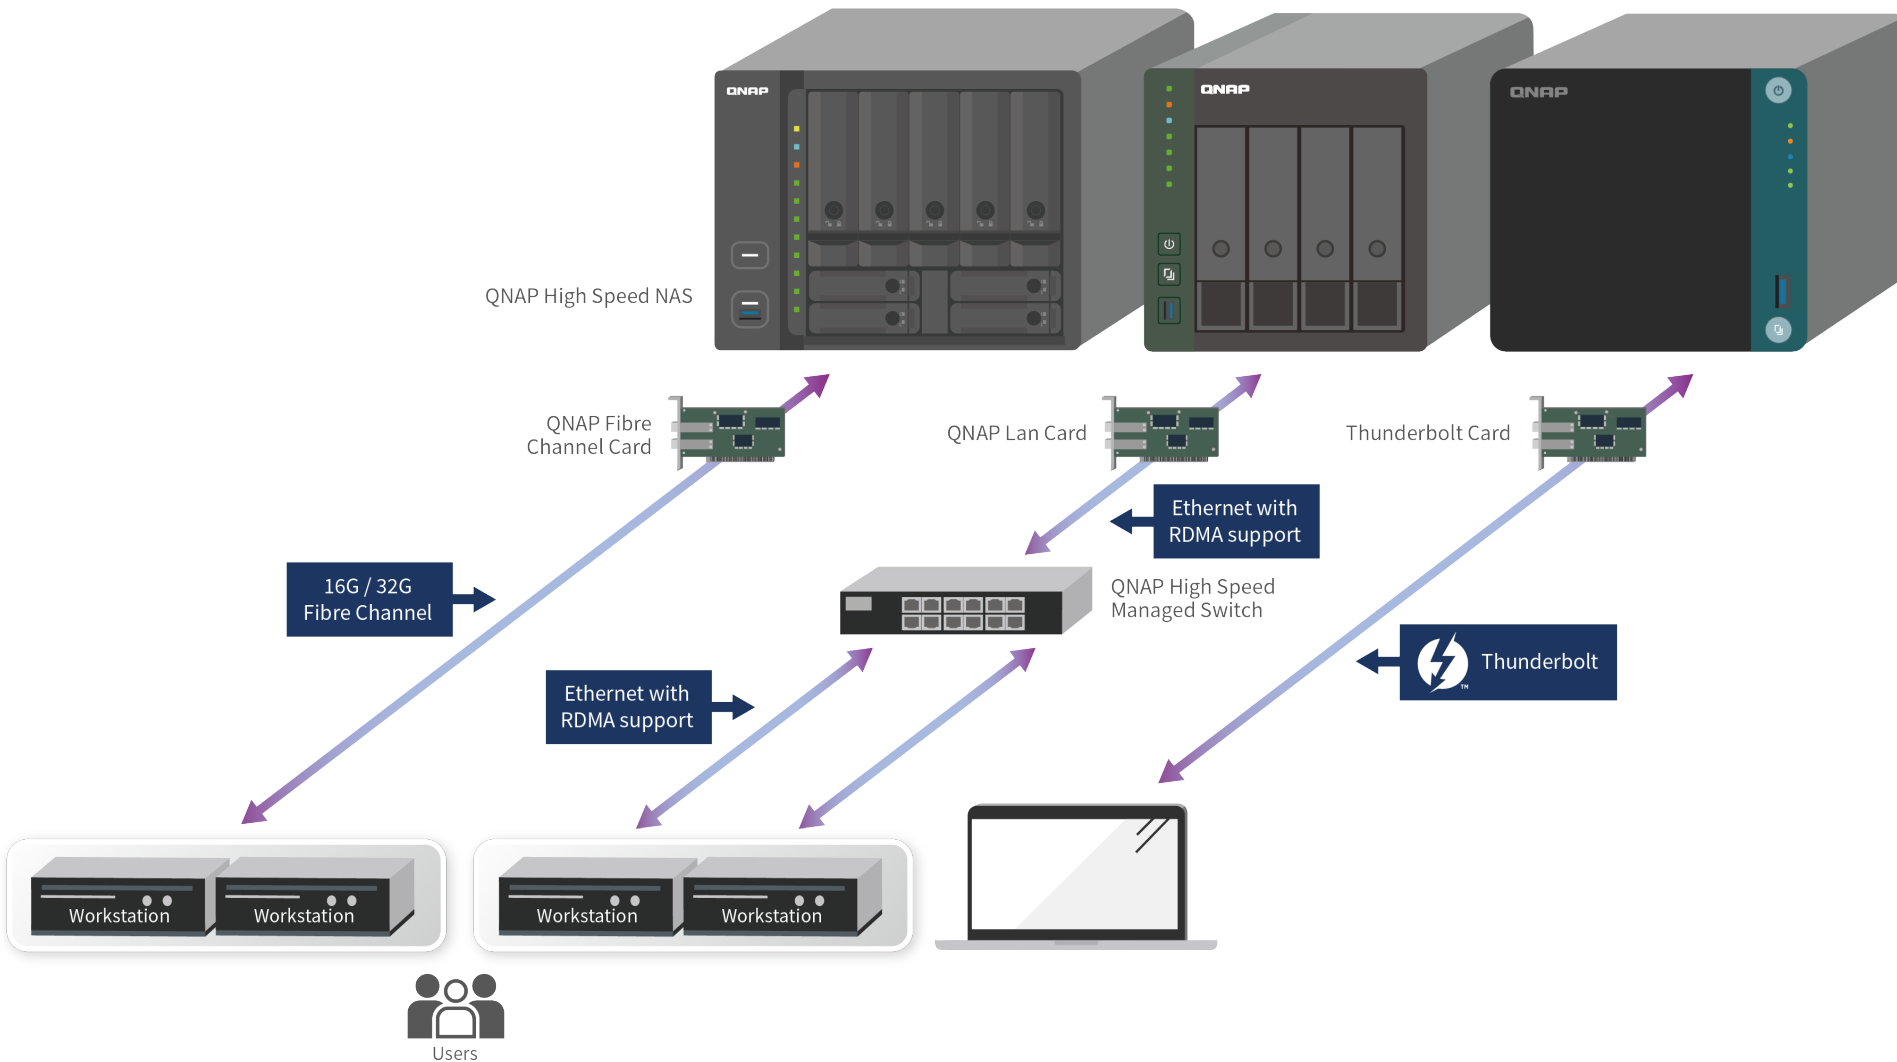 QNAP
QNAP
QNAP
QNAP High Speed NAS
QNAP Fibre
Channel Card
QNAP Lan Card
Thunderbolt Card
Ethernet with
RDMA support
16G / 32G
Fibre Channel
QNAP High Speed
Managed Switch
Ethernet with
RDMA support
Thunderbolt
TM
Workstation
Workstation
Workstation
Workstation
Users